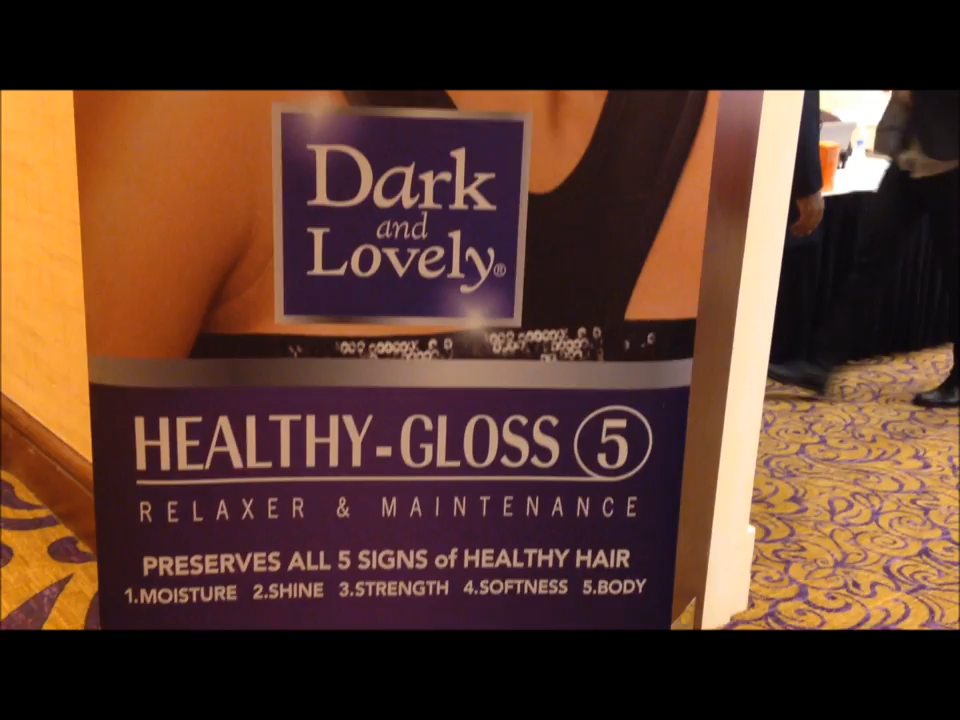 Dark
and
Lovely®
HEALTHY-GLOSS 5
RELAXER & MAINTENANCE
PRESERVES ALL 5 SIGNS of HEALTHY HAIR
1.MOISTURE 2.SHINE 3.STRENGTH 4.SOFTNESS 5.BODY